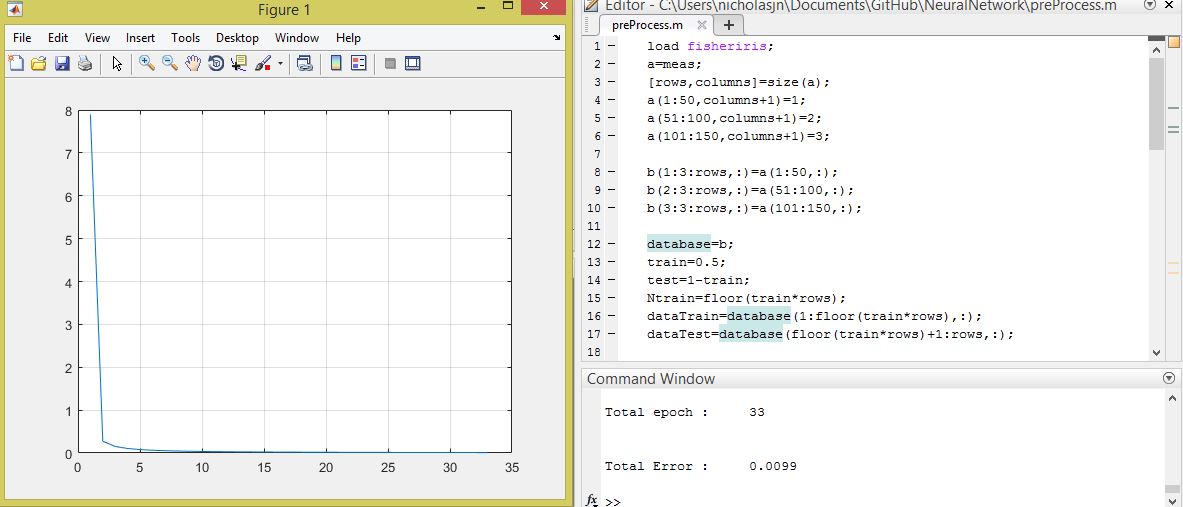 Figure 1
File Edit View Insert Tools Desktop Window Help
8
7
6
5
4
3
2
1
0
0 5 10 15 20 25 30 35
Editor - C:\Users\nicholasjn\Documents\GitHub\NeuralNetwork\preProcess.m
preProcess.m
1 - load fisheriris;
2 - a=meas;
3 - [rows,columns]=size(a);
4 - a(1:50,columns+1)=1;
5 - a(51:100,columns+1)=2;
6 - a(101:150,columns+1)=3;
7
8 - b(1:3:rows,:)=a(1:50,:);
9 - b(2:3:rows,:)=a(51:100,:);
10 - b(3:3:rows,:)=a(101:150,:);
11
12 - database=b;
13 - train=0.5;
14 - test=1-train;
15 - Ntrain=floor(train*rows);
16 - dataTrain=database(1:floor(train*rows),:);
17 - dataTest=database(floor(train*rows)+1:rows,:);
18
Command Window
Total epoch : 33
Total Error : 0.0099
fx >>